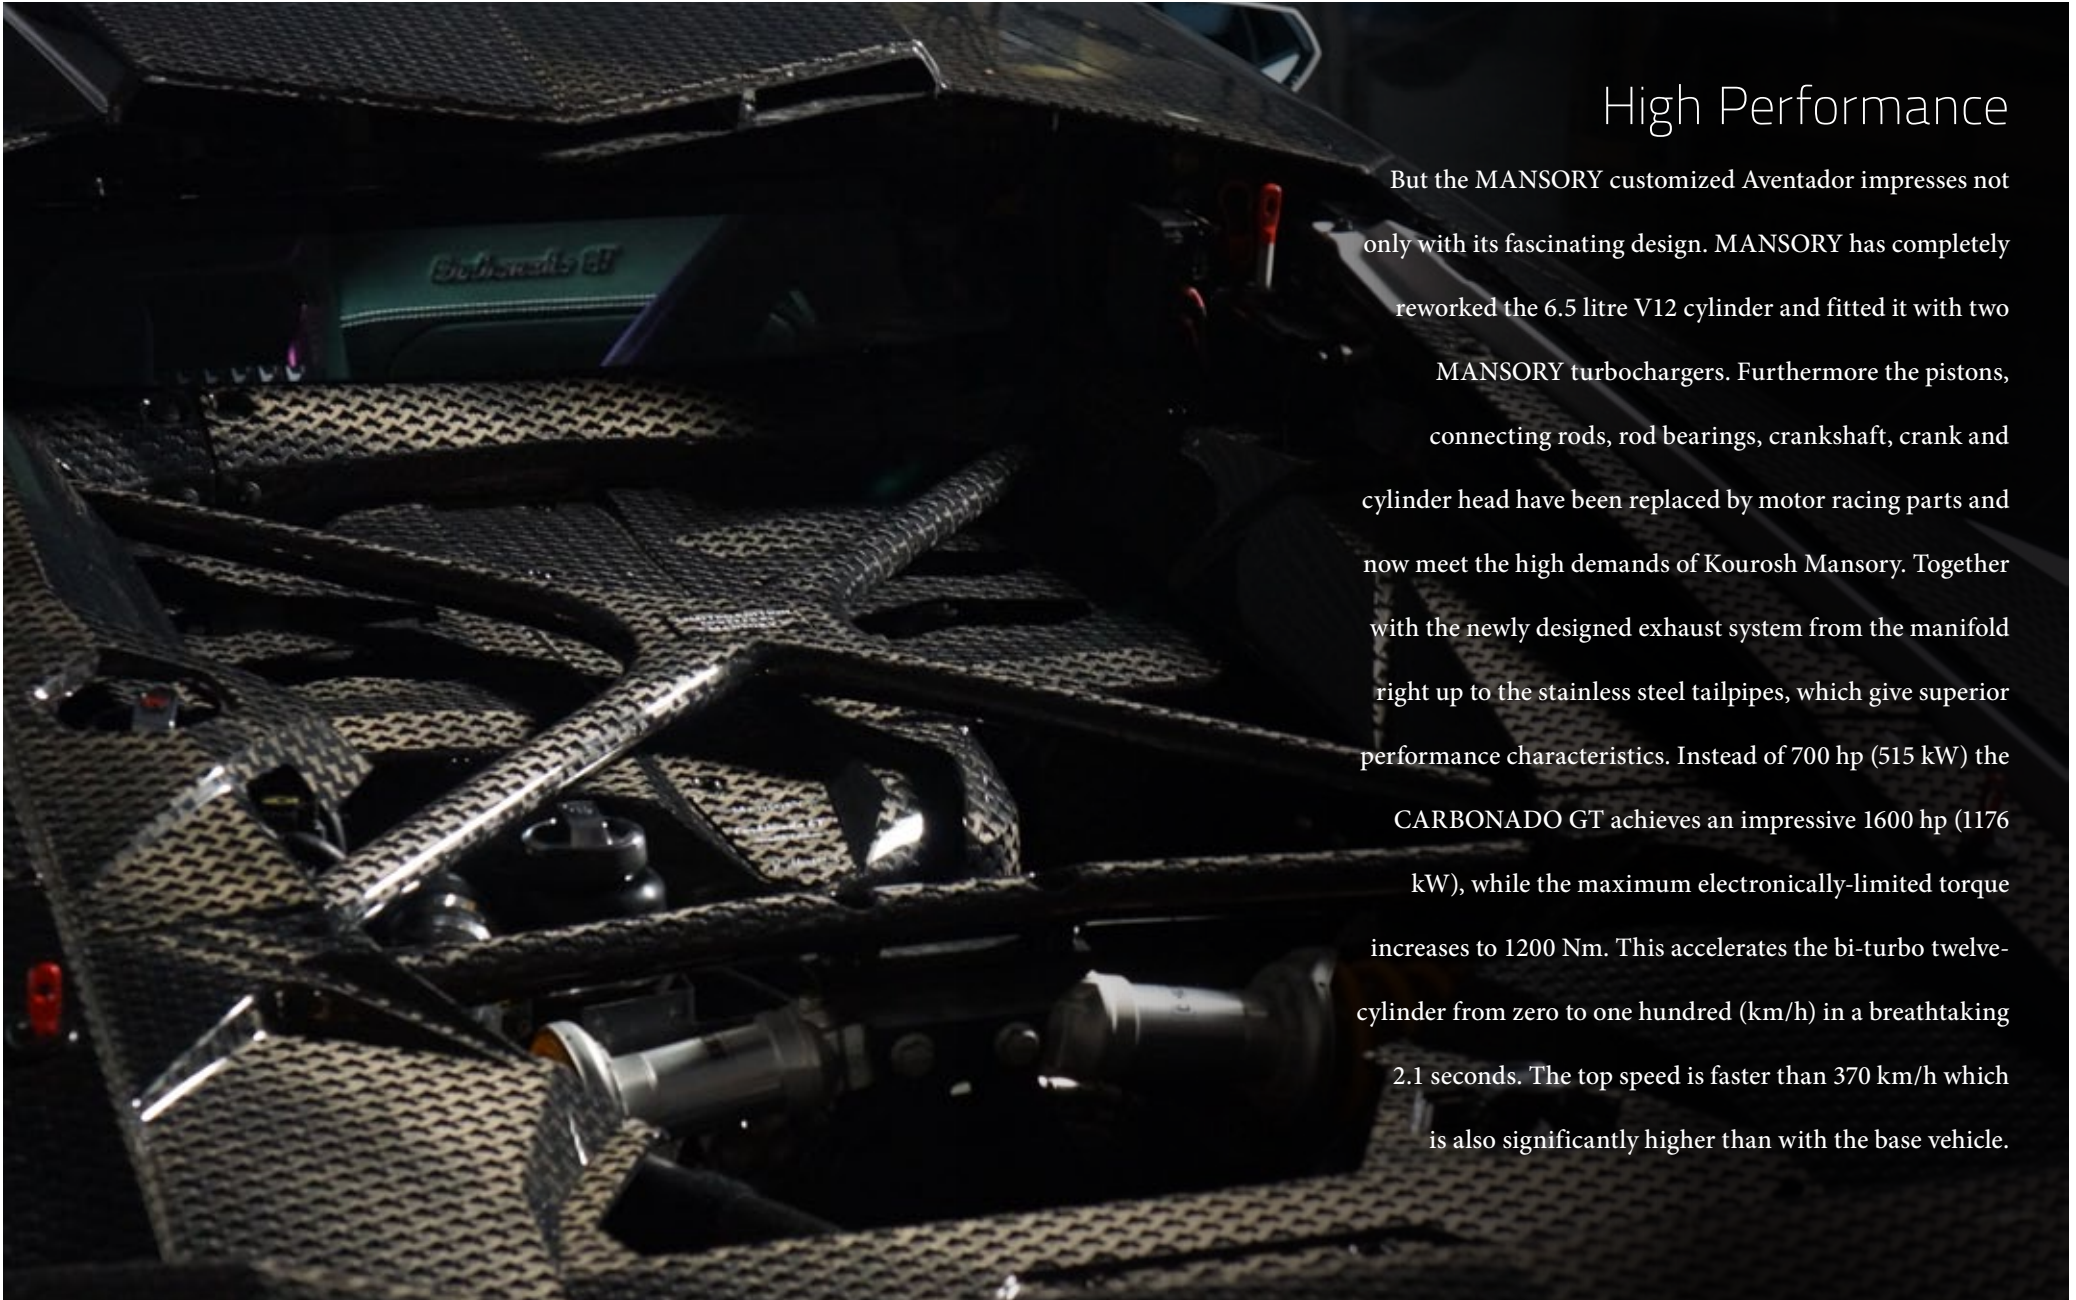 High Performance
But the MANSORY customized Aventador impresses not
only with its fascinating design. MANSORY has completely
reworked the 6.5 litre V12 cylinder and fitted it with two
MANSORY turbochargers. Furthermore the pistons,
connecting rods, rod bearings, crankshaft, crank and
cylinder head have been replaced by motor racing parts and
now meet the high demands of Kourosh Mansory. Together
with the newly designed exhaust system from the manifold
right up to the stainless steel tailpipes, which give superior
performance characteristics. Instead of 700 hp (515 kW) the
CARBONADO GT achieves an impressive 1600 hp (1176
kW), while the maximum electronically-limited torque
increases to 1200 Nm. This accelerates the bi-turbo twelve-
cylinder from zero to one hundred (km/h) in a breathtaking
2.1 seconds. The top speed is faster than 370 km/h which
is also significantly higher than with the base vehicle.